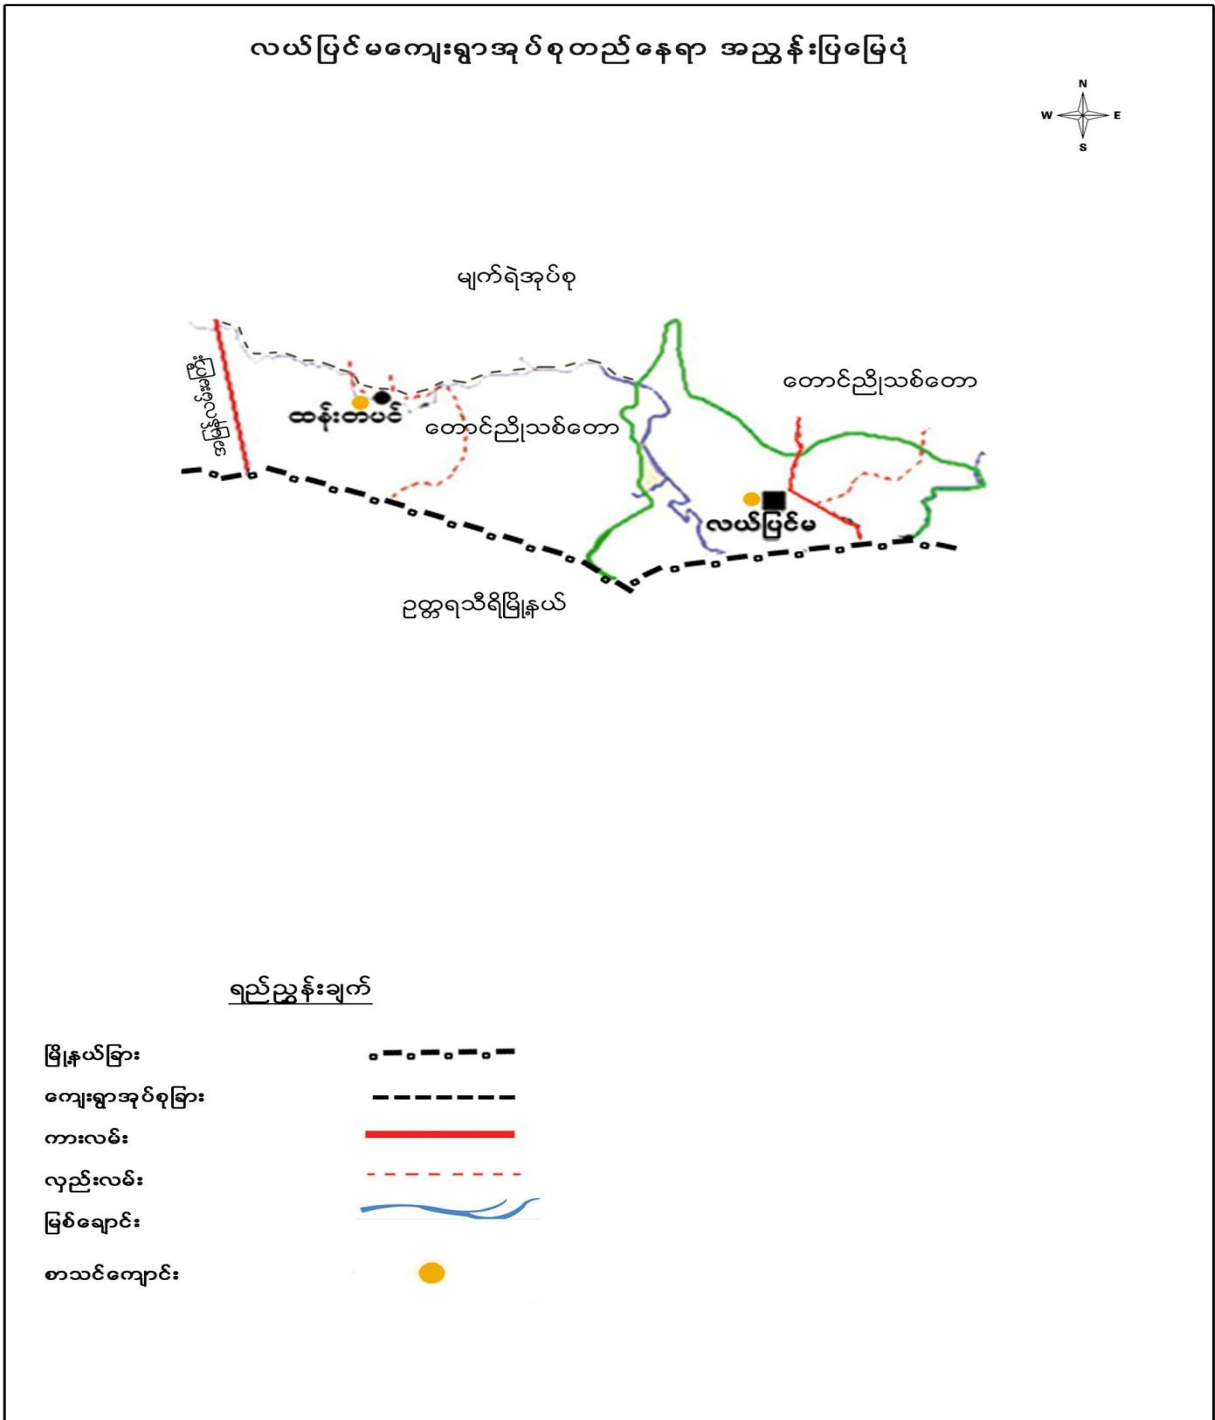 လယ်ပြင်မကျေးရွာအုပ်စုတည်နေရာ အညွှန်းပြမြေပုံ
N
W E
S
မျက်ရဲအုပ်စု
တောင်ညိုသစ်တော
ထန်းတပင်
တောင်ညိုသစ်တော
လယ်ပြင်မ
ဥတ္တရသီရိမြို့နယ်
ရည်ညွှန်းချက်
မြို့နယ်ခြား
ကျေးရွာအုပ်စုခြား
ကားလမ်း
လှည်းလမ်း
မြစ်ချောင်း
စာသင်ကျောင်း